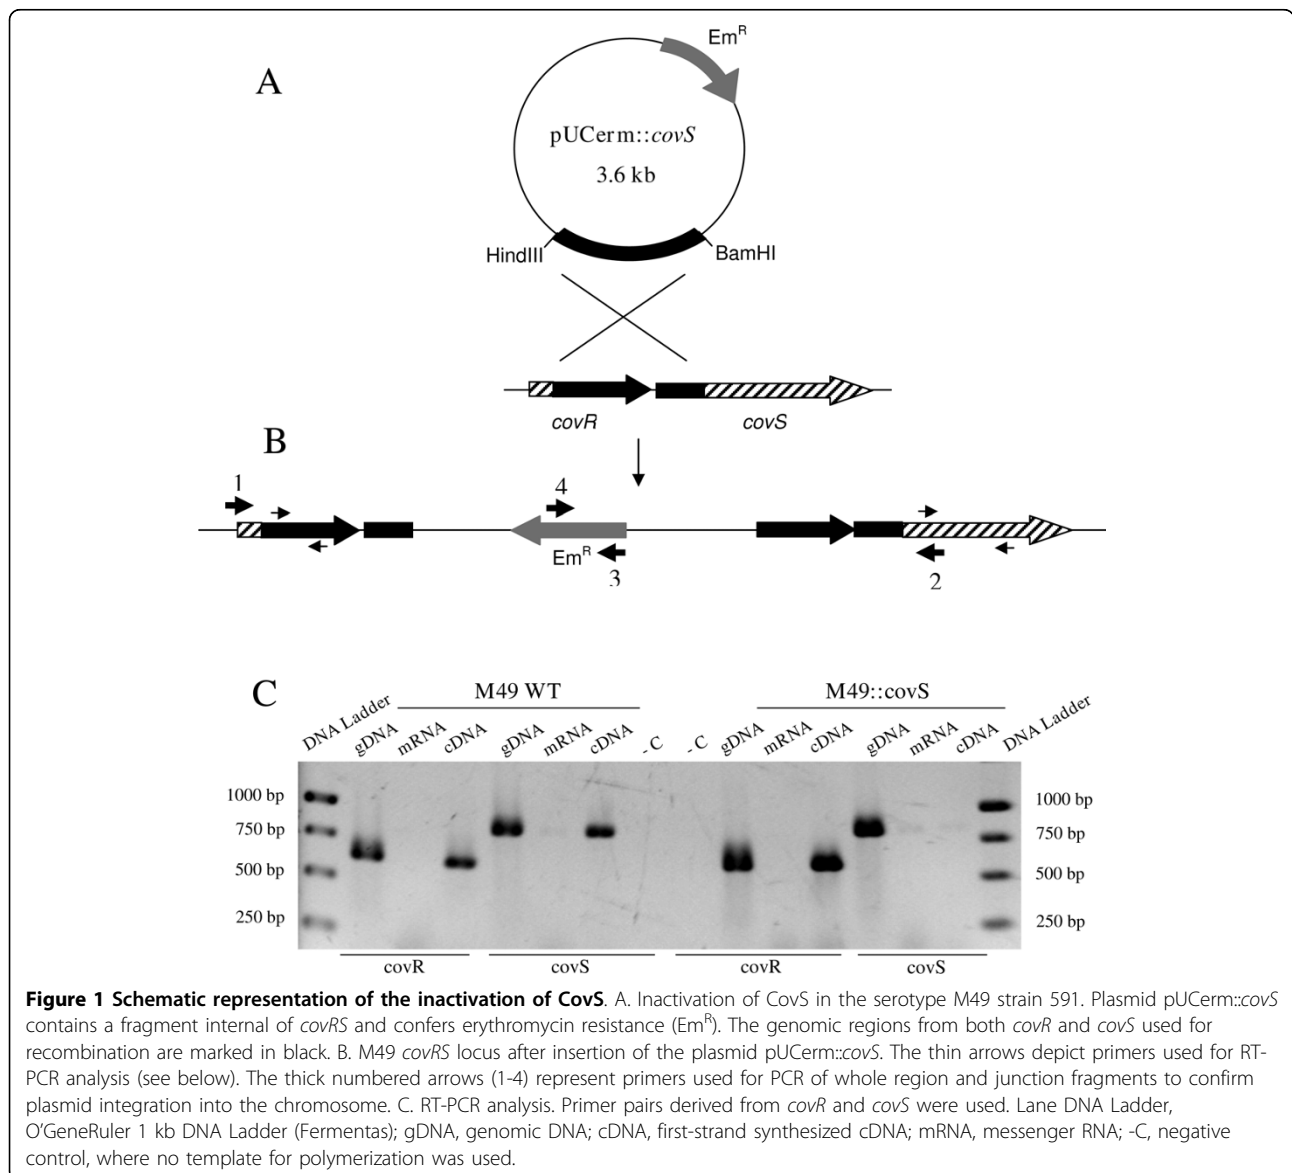 A
Em^R
pUCerm::covS
3.6 kb
HindIII
BamHI
covR
covS
B
1
4
Em^R
3
2
C
M49 WT
M49::covS
DNA Ladder
gDNA
mRNA
cDNA
gDNA
mRNA
cDNA
- C
- C
gDNA
mRNA
cDNA
gDNA
mRNA
cDNA
DNA Ladder
1000 bp
750 bp
500 bp
250 bp
1000 bp
750 bp
500 bp
250 bp
covR
covS
covR
covS
Figure 1 Schematic representation of the inactivation of CovS. A. Inactivation of CovS in the serotype M49 strain 591. Plasmid pUCerm::covS
contains a fragment internal of covRS and confers erythromycin resistance (Em^R). The genomic regions from both covR and covS used for
recombination are marked in black. B. M49 covRS locus after insertion of the plasmid pUCerm::covS. The thin arrows depict primers used for RT-
PCR analysis (see below). The thick numbered arrows (1-4) represent primers used for PCR of whole region and junction fragments to confirm
plasmid integration into the chromosome. C. RT-PCR analysis. Primer pairs derived from covR and covS were used. Lane DNA Ladder,
O'GeneRuler 1 kb DNA Ladder (Fermentas); gDNA, genomic DNA; cDNA, first-strand synthesized cDNA; mRNA, messenger RNA; -C, negative
control, where no template for polymerization was used.